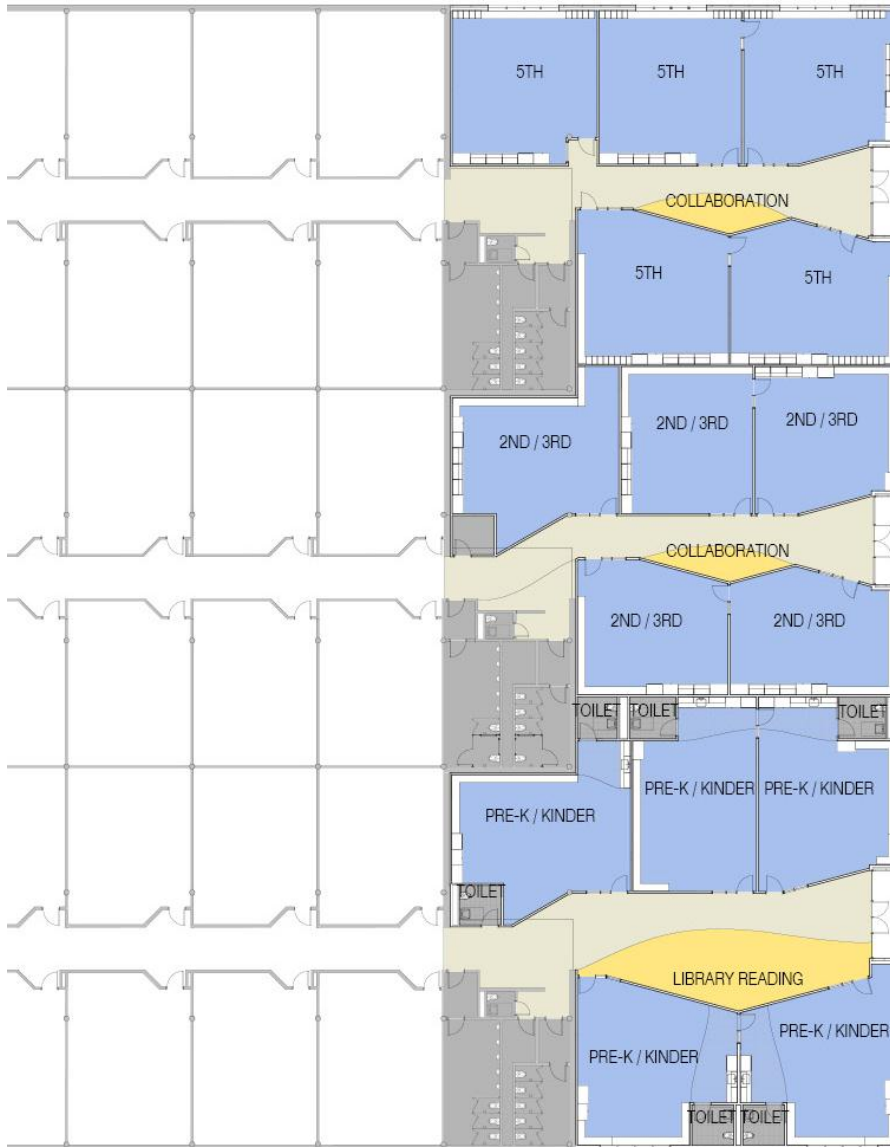 5TH
5TH
5TH
COLLABORATION
5TH
5TH
2ND / 3RD
2ND / 3RD
2ND / 3RD
COLLABORATION
2ND / 3RD
2ND / 3RD
TOILET
TOILET
TOILET
PRE-K / KINDER
PRE-K / KINDER
PRE-K / KINDER
TOILET
LIBRARY READING
PRE-K / KINDER
PRE-K / KINDER
TOILET
TOILET